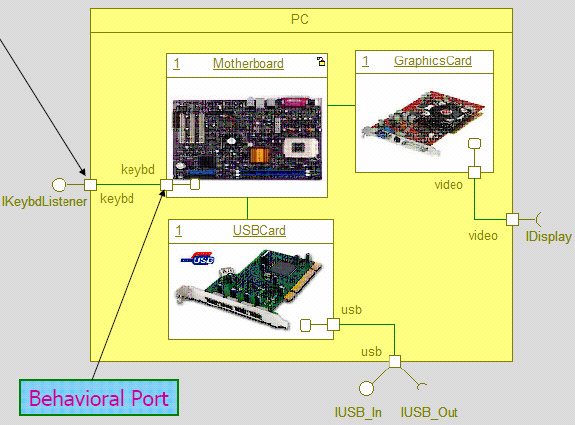 PC
1 Motherboard
1 GraphicsCard
keybd
IKeybdListener
keybd
video
video
IDisplay
1 USBCard
USB
usb
usb
IUSB_In
IUSB_Out
Behavioral Port